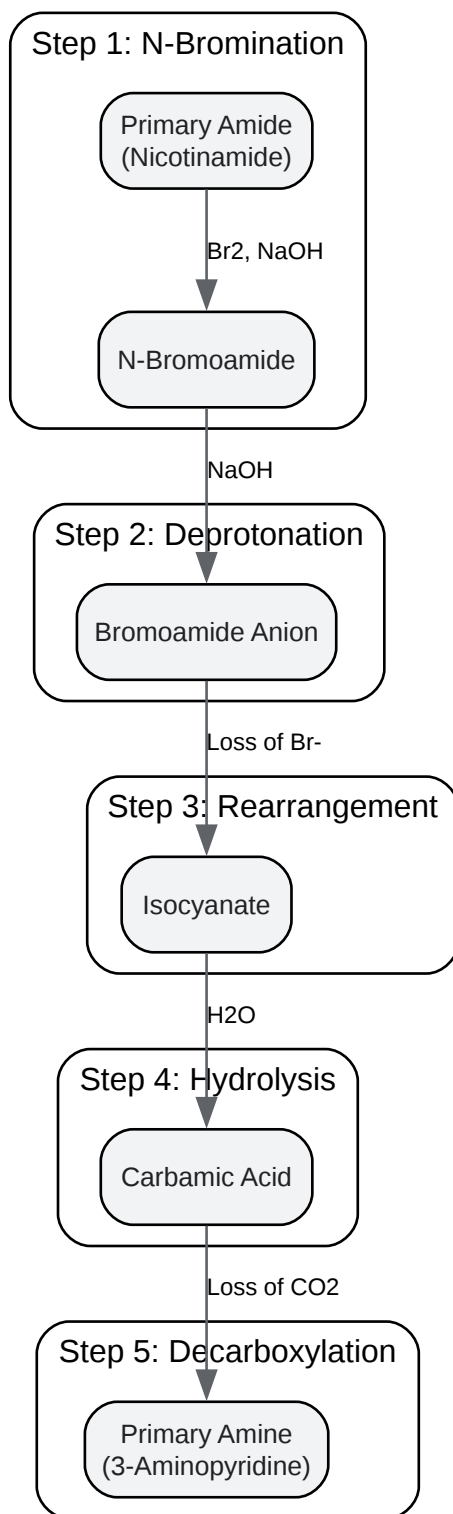 Step 1: N-Bromination
Primary Amide
(Nicotinamide)
Br2, NaOH
N-Bromoamide
NaOH
Step 2: Deprotonation
Bromoamide Anion
Loss of Br-
Step 3: Rearrangement
Isocyanate
H2O
Step 4: Hydrolysis
Carbamic Acid
Loss of CO2
Step 5: Decarboxylation
Primary Amine
(3-Aminopyridine)